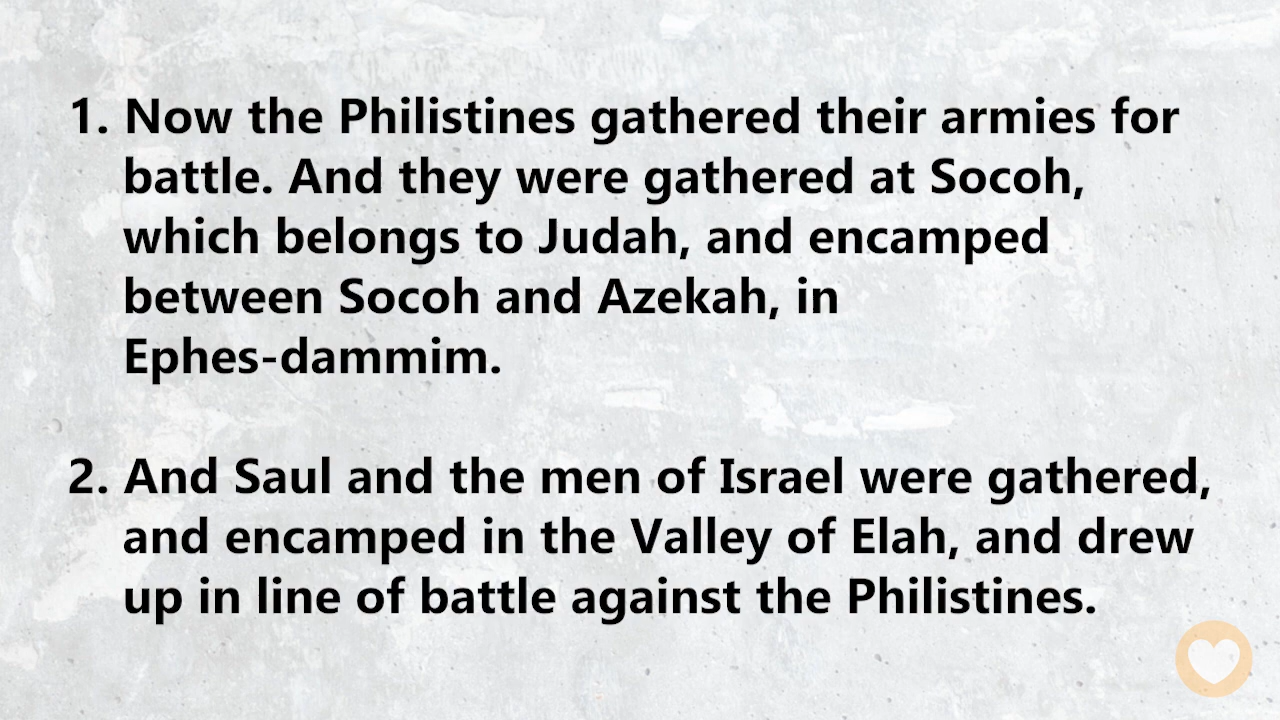 1. Now the Philistines gathered their armies for
battle. And they were gathered at Socoh,
which belongs to Judah, and encamped
between Socoh and Azekah, in
Ephes-dammim.
2. And Saul and the men of Israel were gathered,
and encamped in the Valley of Elah, and drew
up in line of battle against the Philistines.